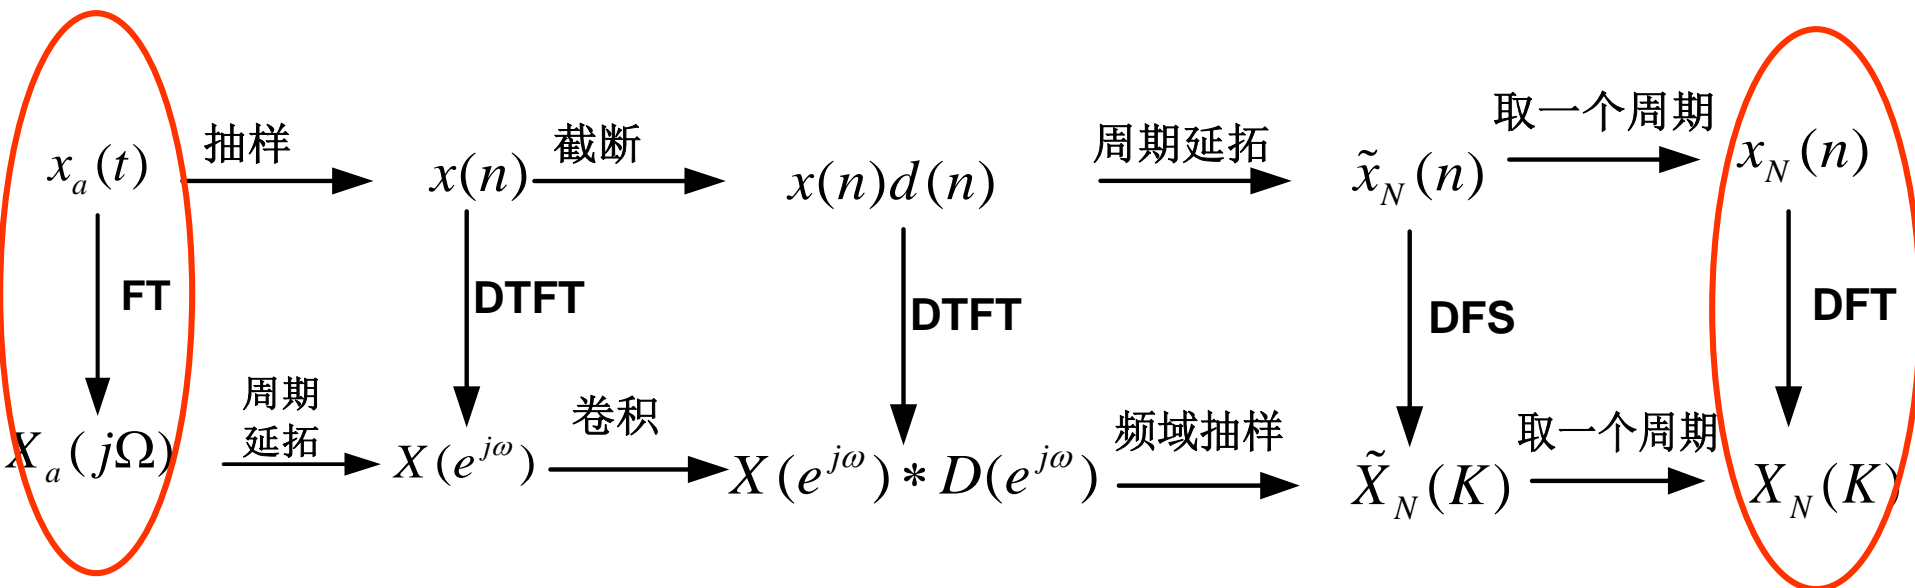 取一个周期
抽样
截断
周期延拓
x_a(t)
x(n)
x(n)d(n)
x̃_N(n)
x_N(n)
FT
DTFT
DTFT
DFS
DFT
周期
延拓
卷积
频域抽样
取一个周期
X_a(jΩ)
X(e^{jω})
X(e^{jω})*D(e^{jω})
X̃_N(K)
X_N(K)